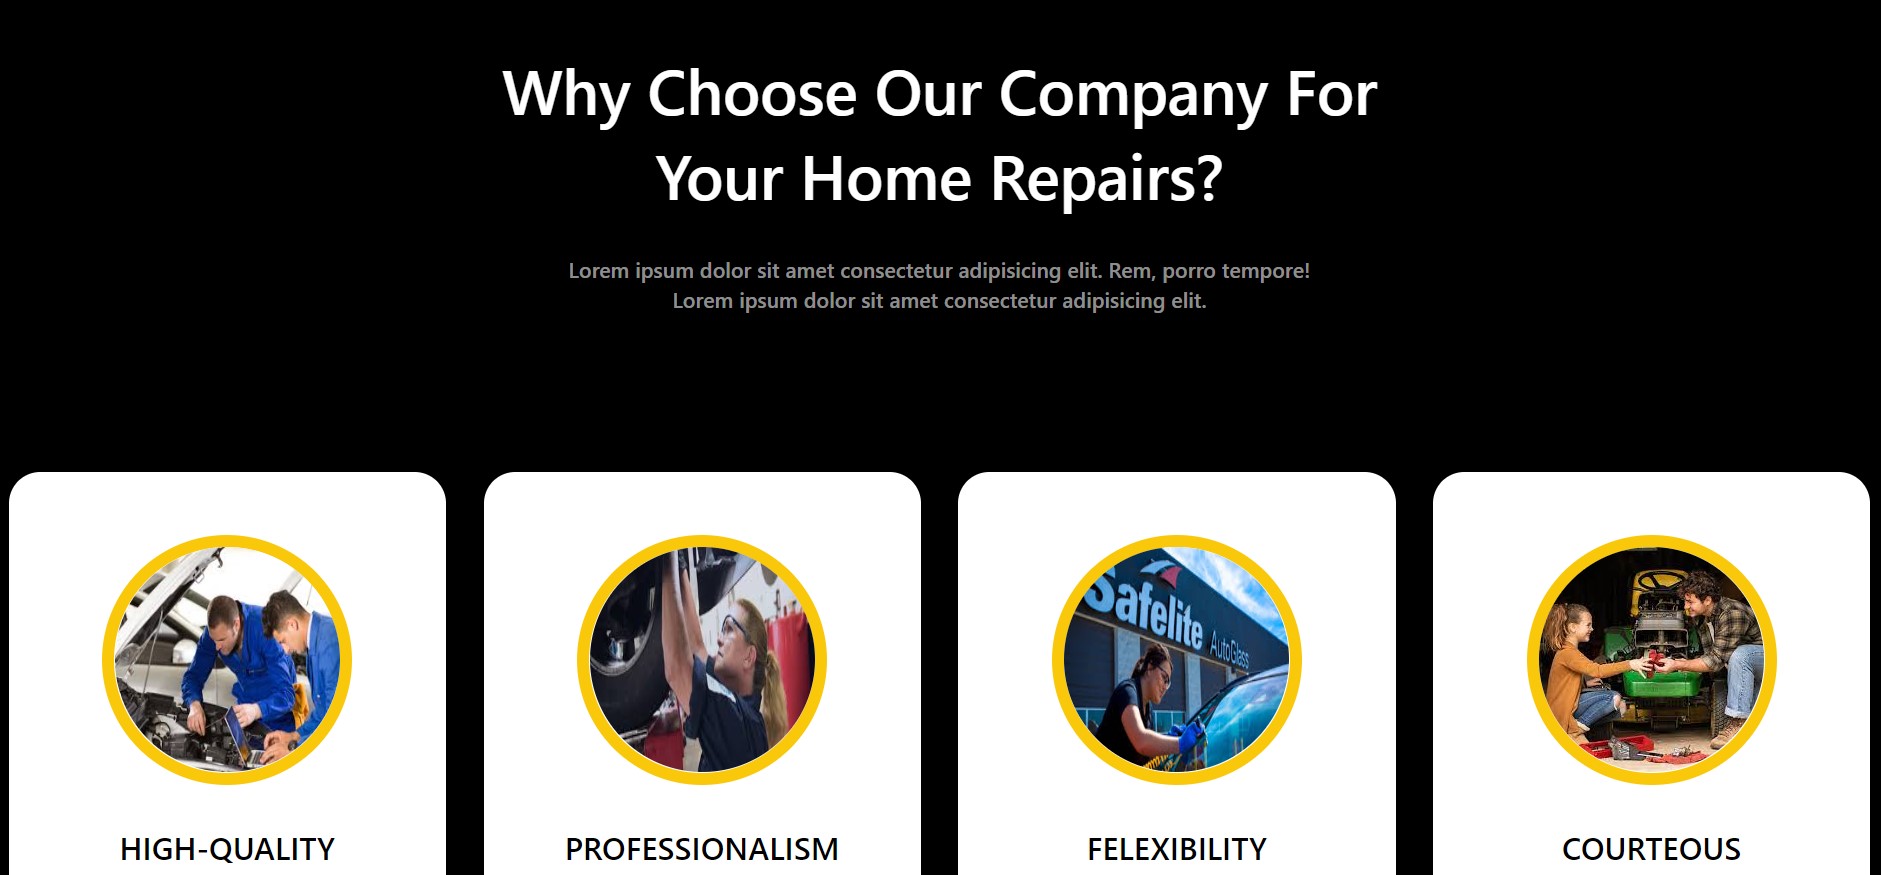 Why Choose Our Company For
Your Home Repairs?
Lorem ipsum dolor sit amet consectetur adipisicing elit. Rem, porro tempore!
Lorem ipsum dolor sit amet consectetur adipisicing elit.
Safelite AutoGlass
HIGH-QUALITY
PROFESSIONALISM
FELEXIBILITY
COURTEOUS